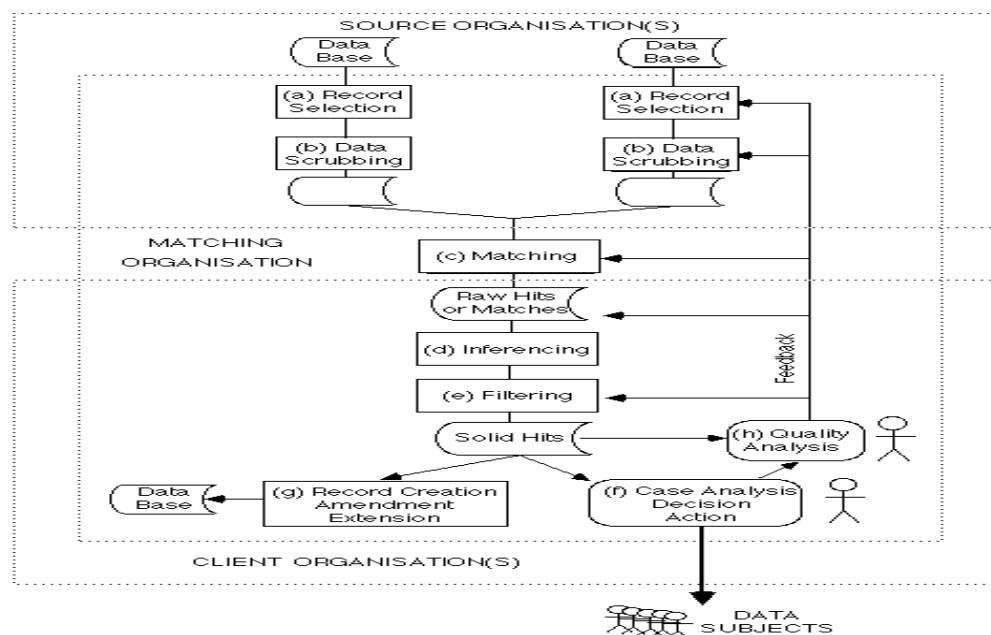 SOURCE ORGANISATION(S)
Data
Base
Data
Base
(a) Record
Selection
(a) Record
Selection
(b) Data
Scrubbing
(b) Data
Scrubbing
MATCHING
ORGANISATION
(c) Matching
Raw Hits
or Matches
(d) Inferencing
Feedback
(e) Filtering
Solid Hits
(h) Quality
Analysis
Data
Base
(g) Record Creation
Amendment
Extension
(f) Case Analysis
Decision
Action
CLIENT ORGANISATION(S)
DATA
SUBJECTS